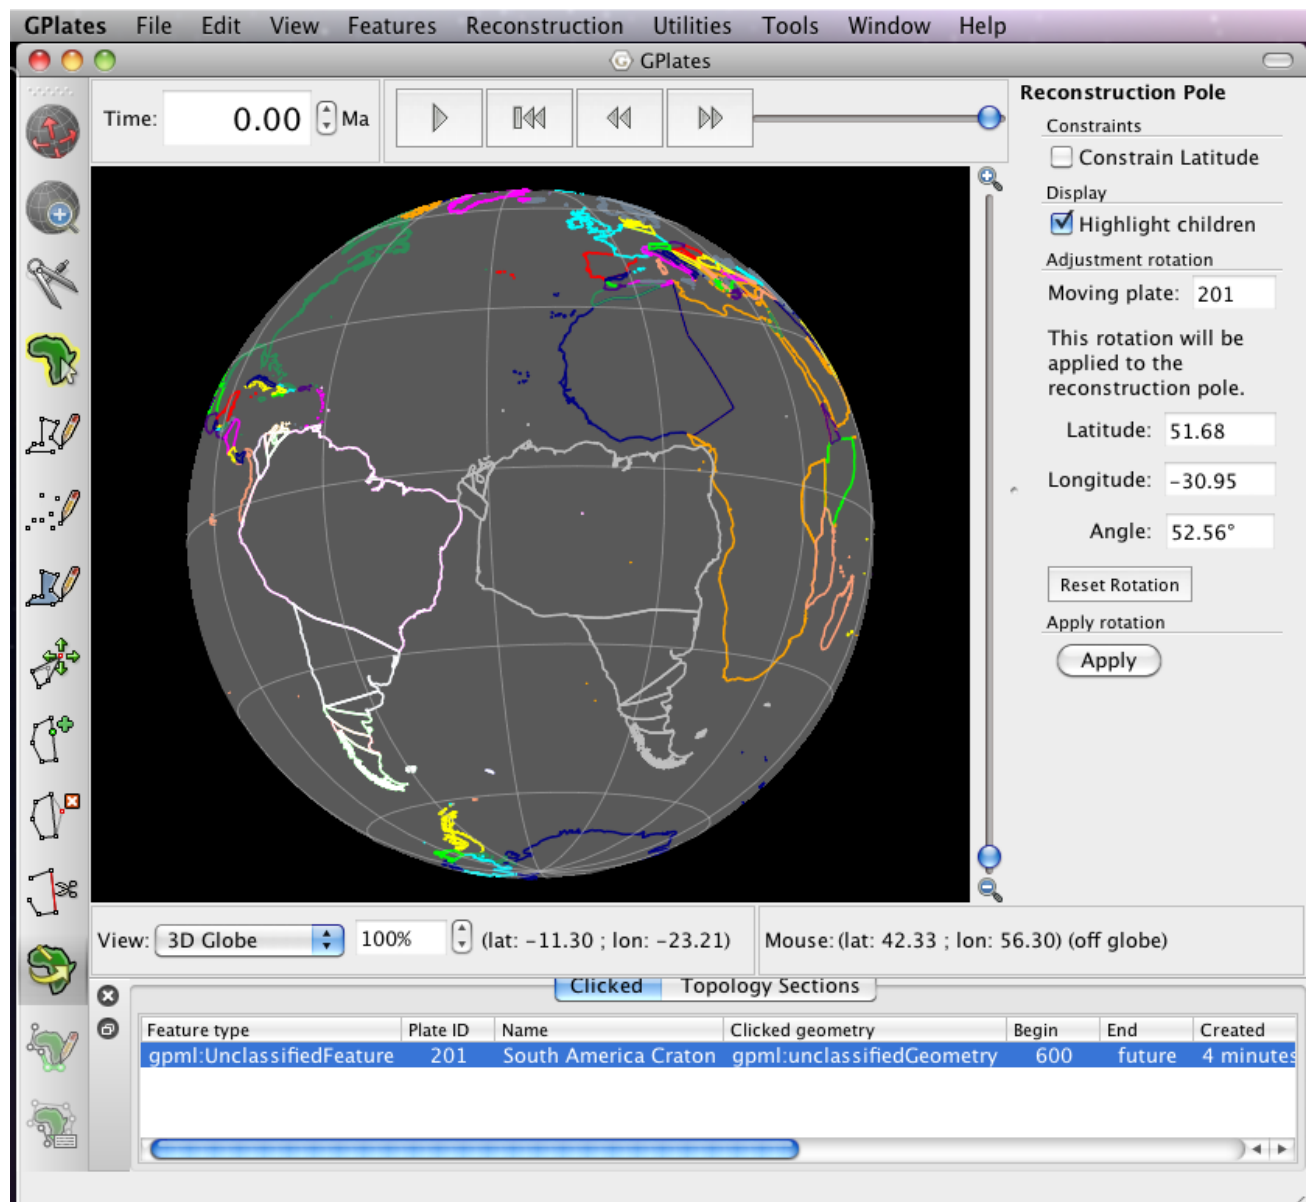 GPlates File Edit View Features Reconstruction Utilities Tools Window Help
GPlates
Time: 0.00 Ma
Reconstruction Pole
Constraints
Constrain Latitude
Display
Highlight children
Adjustment rotation
Moving plate: 201
This rotation will be
applied to the
reconstruction pole.
Latitude: 51.68
Longitude: -30.95
Angle: 52.56°
Reset Rotation
Apply rotation
Apply
View: 3D Globe 100% (lat: -11.30 ; lon: -23.21) Mouse: (lat: 42.33 ; lon: 56.30) (off globe)
Clicked Topology Sections
Feature type Plate ID Name Clicked geometry Begin End Created
gpml:UnclassifiedFeature 201 South America Craton gpml:unclassifiedGeometry 600 future 4 minutes